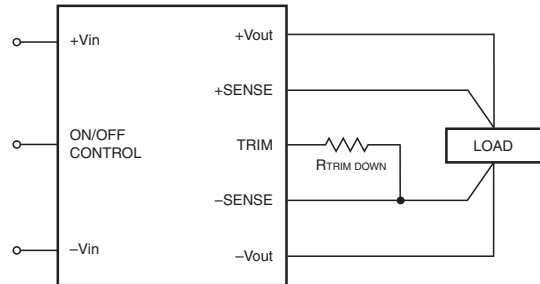 +Vin
ON/OFF
CONTROL
–Vin
+Vout
+SENSE
TRIM
–SENSE
–Vout
RTRIM DOWN
LOAD